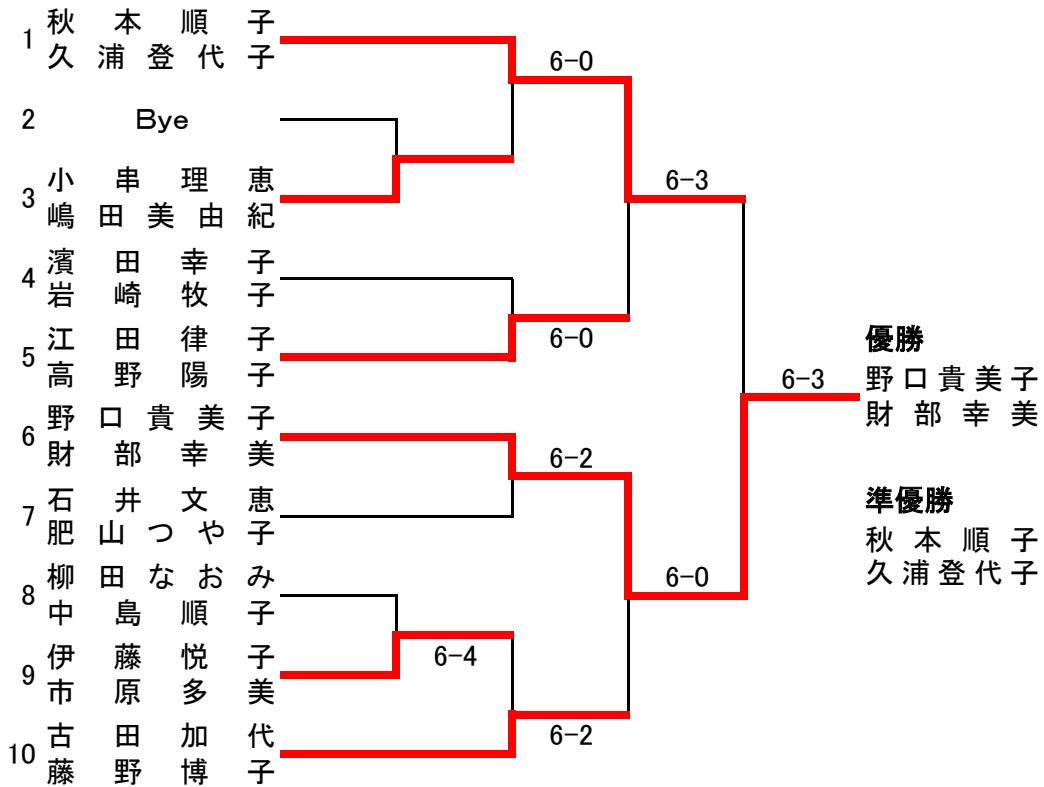 1
秋本順子
久浦登代子
6-0
2
Bye
6-3
3
小串理恵
嶋田美由紀
4
濱田幸子
岩崎牧子
6-0
5
江田律子
高野陽子
6-3
優勝
野口貴美子
財部幸美
6
野口貴美子
財部幸美
6-2
7
石井文恵
肥山つや子
準優勝
秋本順子
久浦登代子
6-0
8
柳田なおみ
中島順子
6-4
9
伊藤悦子
市原多美
6-2
10
古田加代
藤野博子